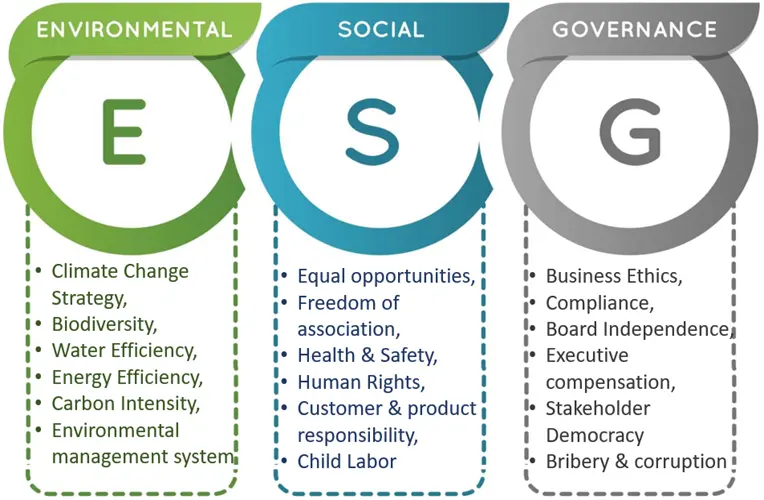 ENVIRONMENTAL
E
• Climate Change
Strategy,
• Biodiversity,
• Water Efficiency,
• Energy Efficiency,
• Carbon Intensity,
• Environmental
management system
SOCIAL
S
• Equal opportunities,
• Freedom of
association,
• Health & Safety,
• Human Rights,
• Customer & product
responsibility,
• Child Labor
GOVERNANCE
G
• Business Ethics,
• Compliance,
• Board Independence,
• Executive
compensation,
• Stakeholder
Democracy
• Bribery & corruption